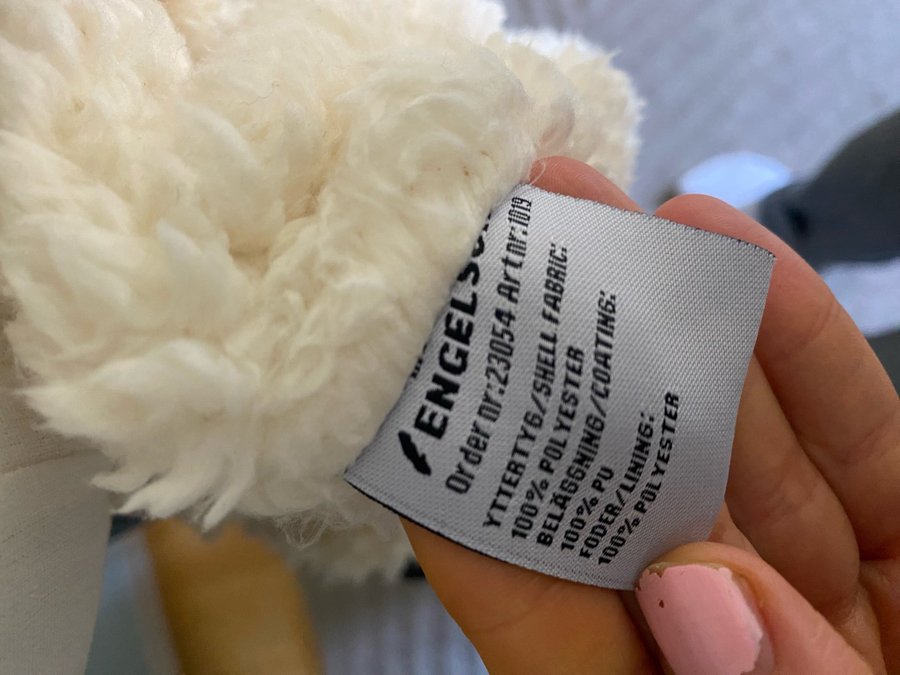 ENGELSO
Order nr:23054 Art nr:1019
YTTERTYG/SHELL FABRIC:
100% POLYESTER
BELÄGGNING/COATING:
100% PU
FODER/LINING:
100% POLYESTER